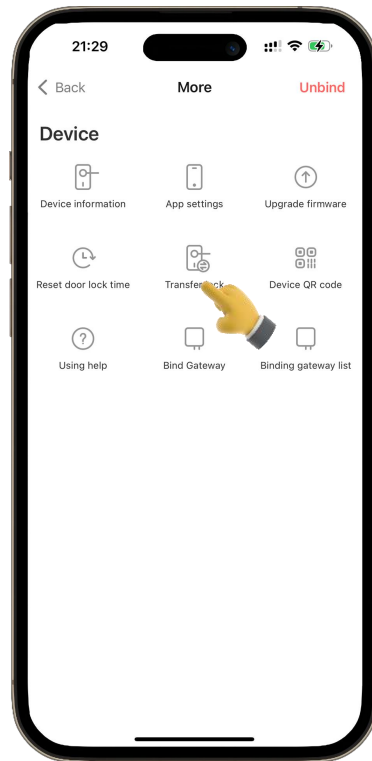 21:29
Back
More
Unbind
Device
Device information
App settings
Upgrade firmware
Reset door lock time
Transfer
Device QR code
Using help
Bind Gateway
Binding gateway list